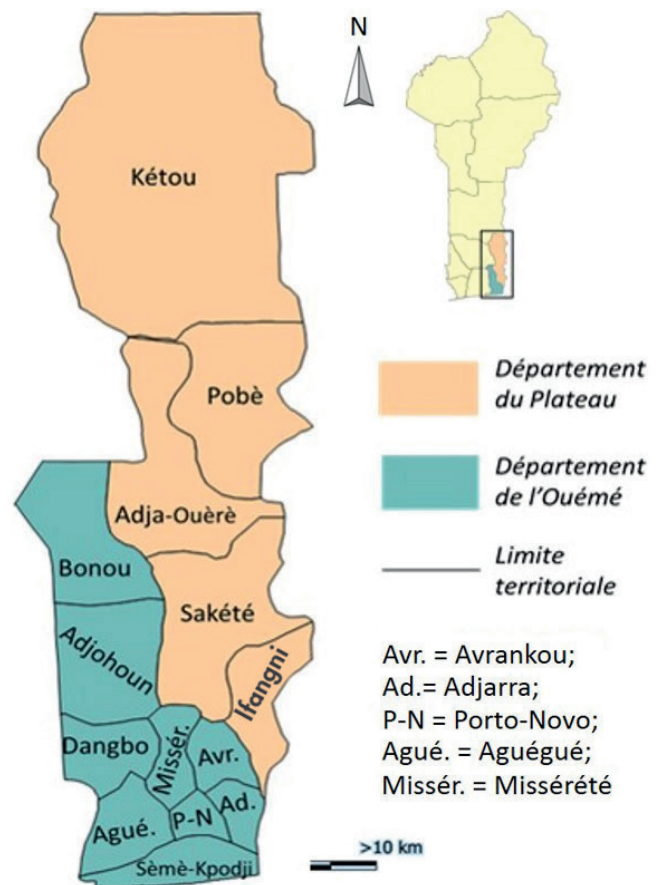 N
Kétou
Pobè
Adja-Ouèrè
Bonou
Sakété
Adjohoun
Ifangni
Dangbo
Missér.
Avr.
Agué.
P-N
Ad.
Sèmè-Kpodji
Département
du Plateau
Département
de l'Ouémé
Limite
territoriale
Avr. = Avrankou;
Ad.= Adjarra;
P-N = Porto-Novo;
Agué. = Aguégué;
Missér. = Missérété
>10 km